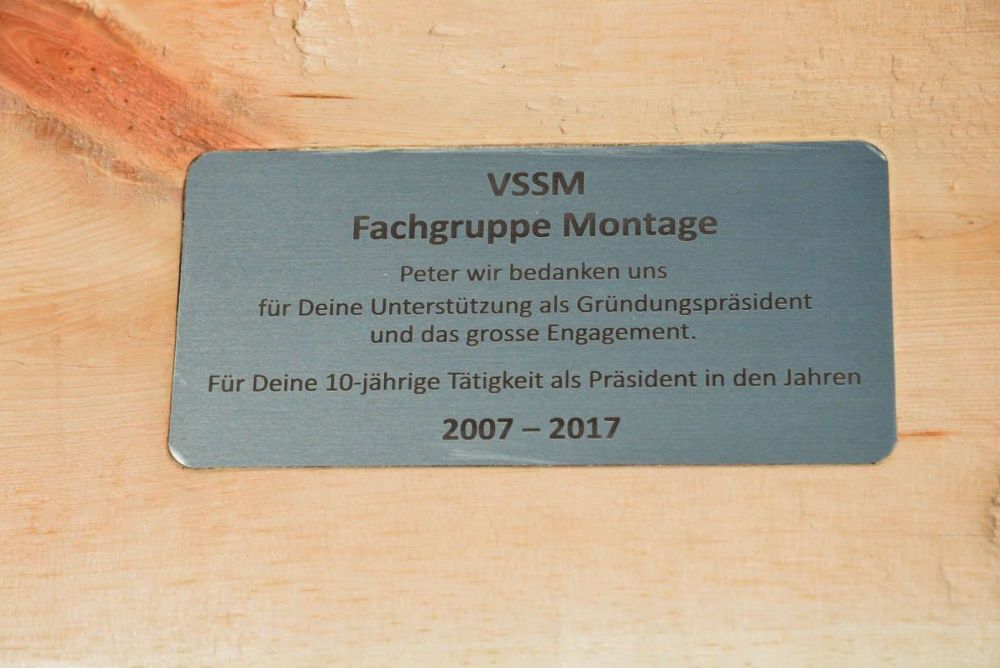 VSSM
Fachgruppe Montage
Peter wir bedanken uns
für Deine Unterstützung als Gründungspräsident
und das grosse Engagement.
Für Deine 10-jährige Tätigkeit als Präsident in den Jahren
2007 – 2017